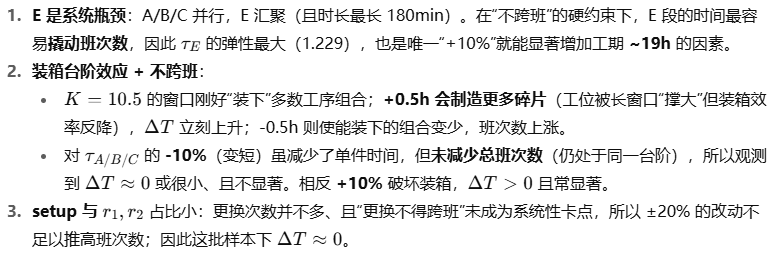 1. E 是系统瓶颈：A/B/C 并行，E 汇聚（且时长最长 180min）。在“不跨班”的硬约束下，E 段的时间最容
易撬动班次数，因此 τE 的弹性最大（1.229），也是唯一“+10%”就能显著增加工期 ~19h 的因素。
2. 装箱台阶效应 + 不跨班：
• K = 10.5 的窗口刚好“装下”多数工序组合；+0.5h 会制造更多碎片（工位被长窗口“撑大”但装箱效
率反降），ΔT 立刻上升；-0.5h 则使能装下的组合变少，班次数上涨。
• 对 τA/B/C 的 -10%（变短）虽减少了单件时间，但未减少总班次数（仍处于同一台阶），所以观测
到 ΔT ≈ 0 或很小、且不显著。相反 +10% 破坏装箱，ΔT > 0 且常显著。
3. setup 与 r1, r2 占比小：更换次数并不多、且“更换不得跨班”未成为系统性卡点，所以 ±20% 的改动不
足以推高班次数；因此这批样本下 ΔT ≈ 0。